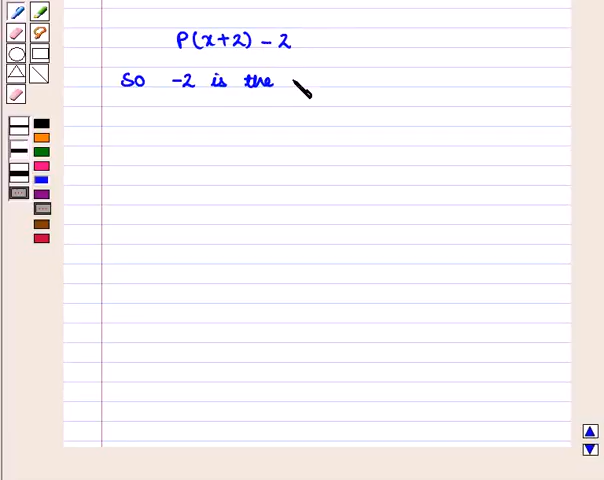 P(x+2) - 2
So -2 is the